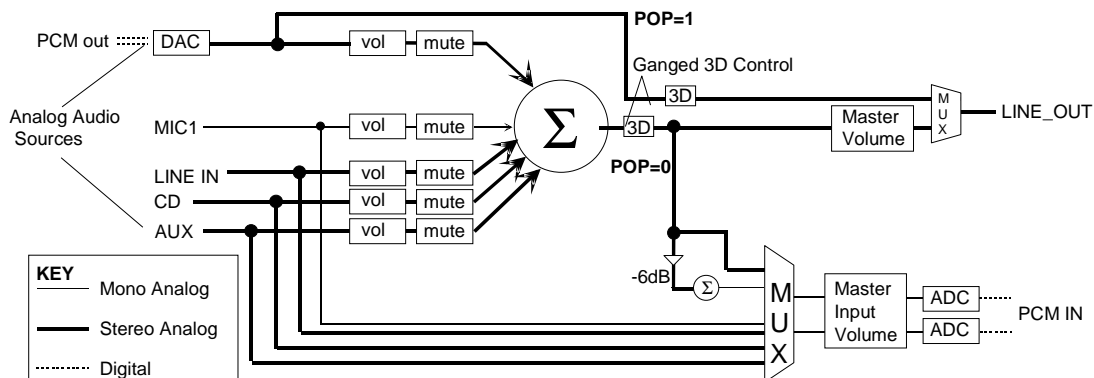 POP=1
PCM out
DAC
vol
mute
Ganged 3D Control
3D
MUX
LINE_OUT
Analog Audio
Sources
MIC1
vol
mute
Σ
3D
Master
Volume
POP=0
LINE IN
vol
mute
CD
vol
mute
AUX
vol
mute
KEY
Mono Analog
Stereo Analog
Digital
-6dB
Σ
MUX
Master
Input
Volume
ADC
ADC
PCM IN